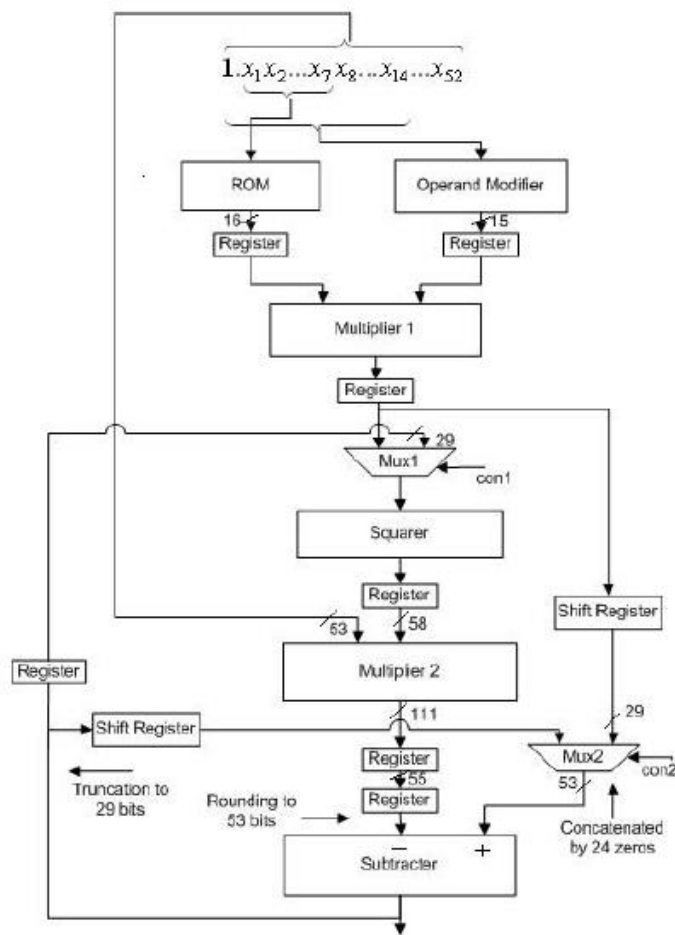 1.x₁x₂...x₇x₈...x₁₄...x₅₂
ROM
Operand Modifier
16
15
Register
Register
Multiplier 1
Register
29
Mux1
con1
Squarer
Register
Shift Register
53
58
Register
Multiplier 2
111
29
Shift Register
Register
Mux2
con2
Truncation to
29 bits
55
53
Rounding to
53 bits
Register
Concatenated
by 24 zeros
−
+
Subtracter